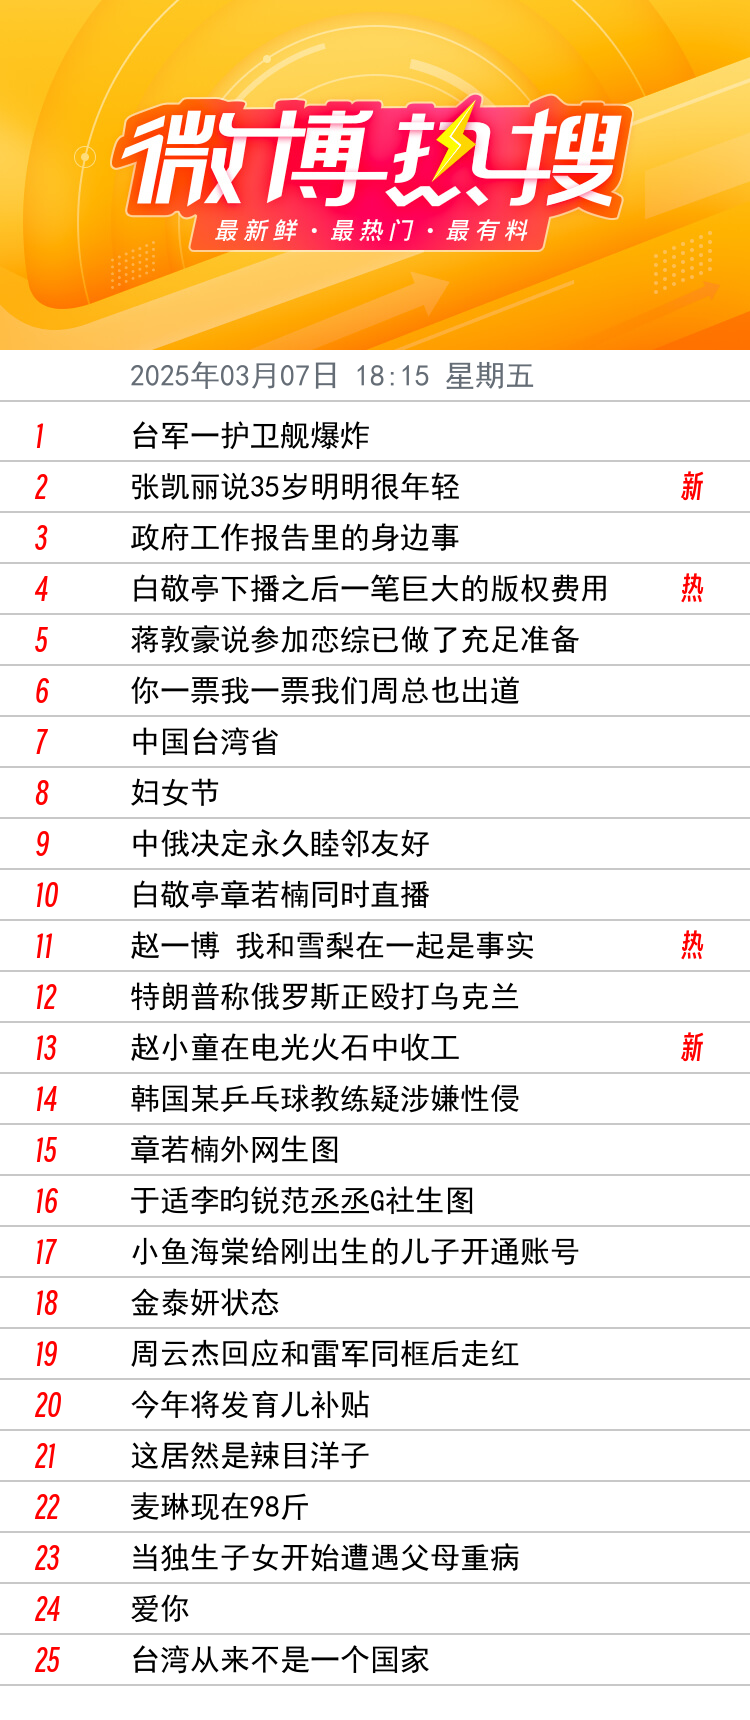 微博热搜
最新鲜·最热门·最有料
2025年03月07日 18:15 星期五
1 台军一护卫舰爆炸
2 张凯丽说35岁明明很年轻 新
3 政府工作报告里的身边事
4 白敬亭下播之后一笔巨大的版权费用 热
5 蒋敦豪说参加恋综已做了充足准备
6 你一票我一票我们周总也出道
7 中国台湾省
8 妇女节
9 中俄决定永久睦邻友好
10 白敬亭章若楠同时直播
11 赵一博 我和雪梨在一起是事实 热
12 特朗普称俄罗斯正殴打乌克兰
13 赵小童在电光火石中收工 新
14 韩国某乒乓球教练疑涉嫌性侵
15 章若楠外网生图
16 于适李昀锐范丞丞G社生图
17 小鱼海棠给刚出生的儿子开通账号
18 金泰妍状态
19 周云杰回应和雷军同框后走红
20 今年将发育儿补贴
21 这居然是辣目洋子
22 麦琳现在98斤
23 当独生子女开始遭遇父母重病
24 爱你
25 台湾从来不是一个国家